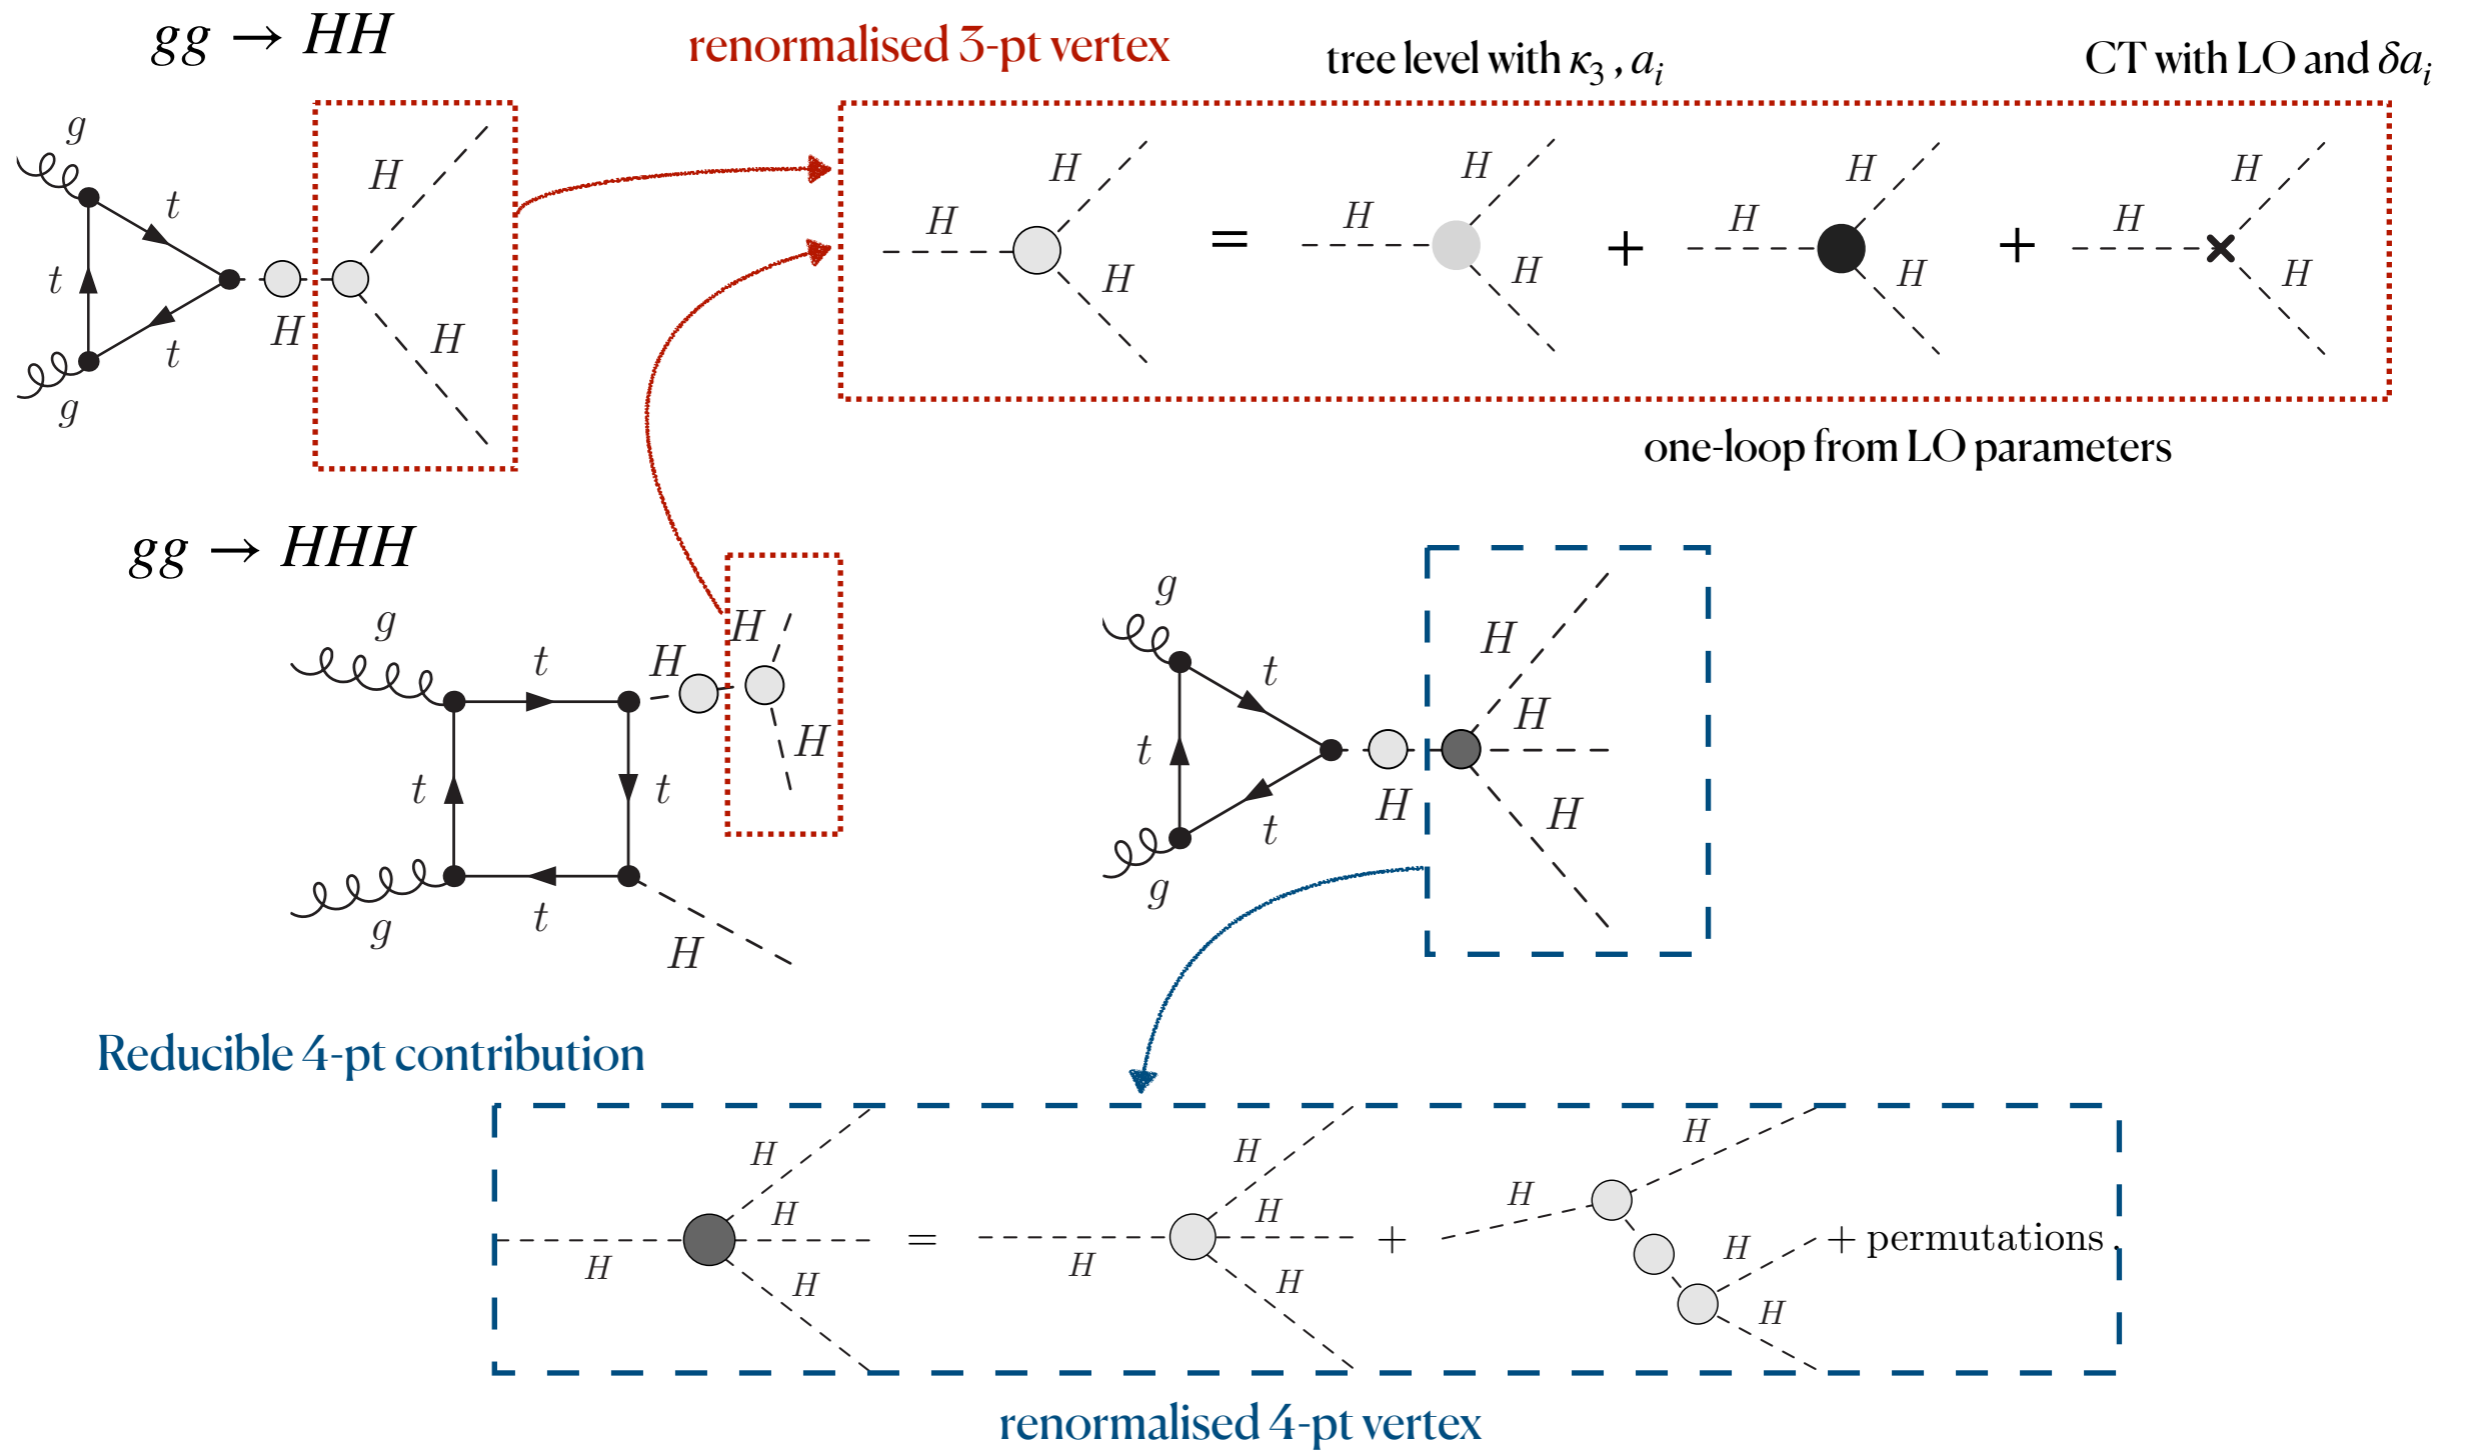 gg → HH
renormalised 3-pt vertex
tree level with κ₃ , aᵢ
CT with LO and δaᵢ
g
t
t
t
g
H
H
H
H
H
H
=
H
H
H
+
H
H
H
+
H
H
H
one-loop from LO parameters
gg → HHH
g
t
H
H
H
t
t
t
g
H
g
t
t
t
g
H
H
H
H
Reducible 4-pt contribution
H
H
H
H
=
H
H
H
H
+
H
H
H
H
+ permutations .
renormalised 4-pt vertex